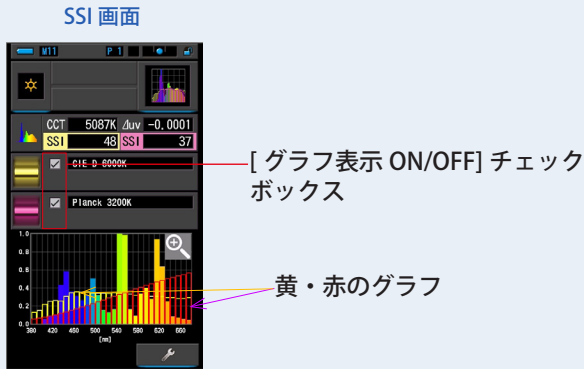 SSI 画面
M11 P 1
CCT 5087K ⊿uv -0.0001
SSI 48 SSI 37
CIE D 6000K
[ グラフ表示 ON/OFF] チェック
ボックス
Planck 3200K
1.0
0.8
0.6
0.4
0.2
0.0
黄・赤のグラフ
380 420 460 500 540 580 620 660
[nm]